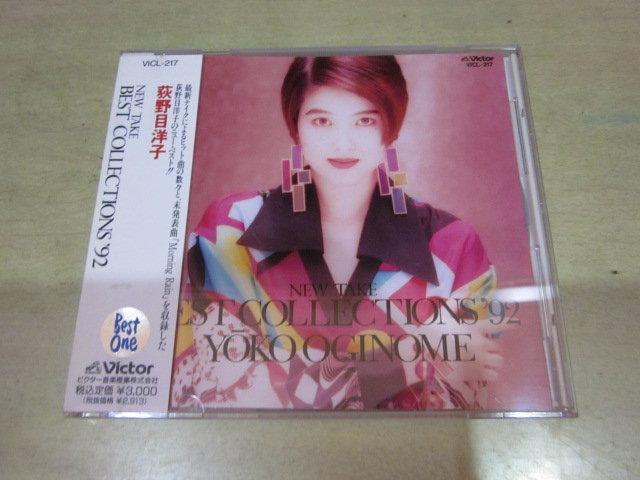 VICL-217
NEW TAKE
BEST COLLECTIONS '92
荻野目洋子
最新テイクによるヒット曲の数々と、未発表曲「Morning Rain」を収録した
荻野目洋子のニュー・ベスト!!
Best
One
Victor
ビクター音楽産業株式会社
税込定価 ¥3,000
(税抜価格 ¥2,913)
Victor
VICL-217
NEW TAKE
EST COLLECTIONS '92
YOKO OGINOME